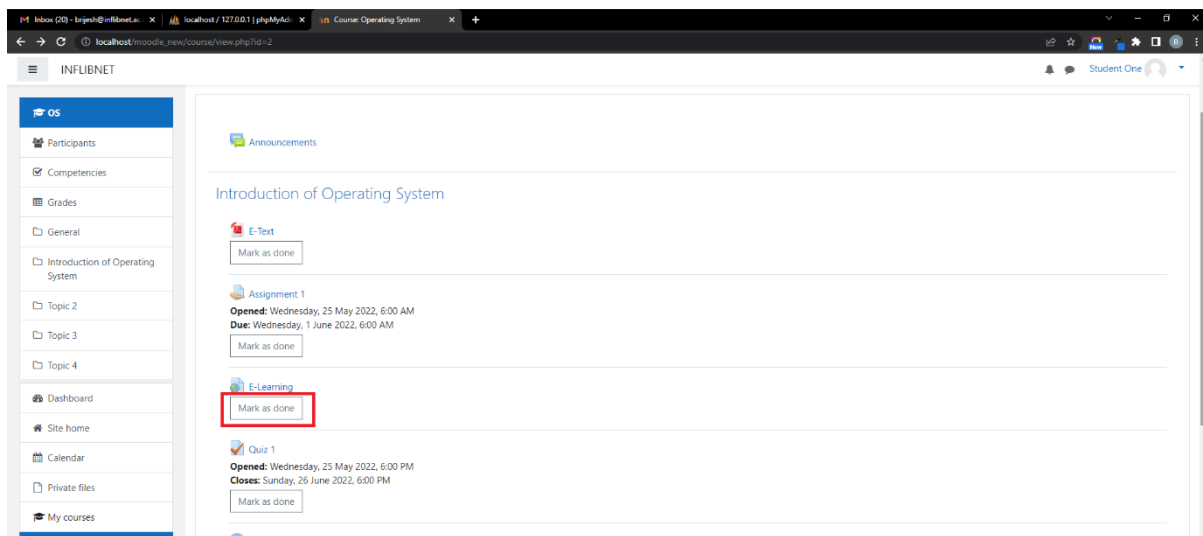 Inbox (20) - brijesh@inflibnet.ac.
localhost / 127.0.0.1 | phpMyAd
Course: Operating System
localhost/moodle_new/course/view.php?id=2
New
B
INFLIBNET
Student One
OS
Participants
Competencies
Grades
General
Introduction of Operating
System
Topic 2
Topic 3
Topic 4
Dashboard
Site home
Calendar
Private files
My courses
Announcements
Introduction of Operating System
E-Text
Mark as done
Assignment 1
Opened: Wednesday, 25 May 2022, 6:00 AM
Due: Wednesday, 1 June 2022, 6:00 AM
Mark as done
E-Learning
Mark as done
Quiz 1
Opened: Wednesday, 25 May 2022, 6:00 PM
Closes: Sunday, 26 June 2022, 6:00 PM
Mark as done